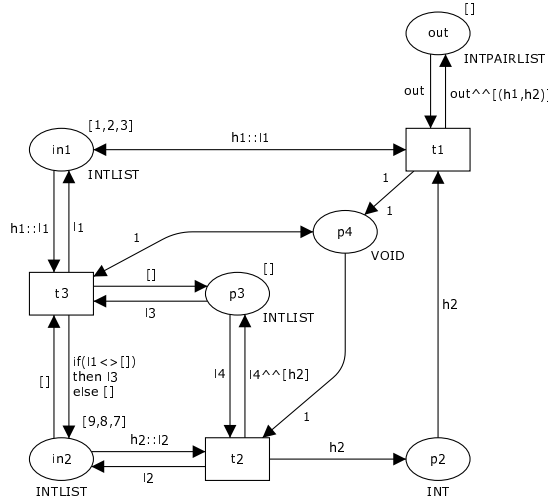 []
out
INTPAIRLIST
out
out^^[(h1,h2)]
[1,2,3]
in1
h1::l1
t1
INTLIST
1
1
h1::l1
l1
1
p4
VOID
[]
[]
t3
p3
l3
INTLIST
h2
if(l1<>[])
then l3
else []
[]
l4
l4^^[h2]
[9,8,7]
1
h2::l2
in2
t2
h2
p2
l2
INTLIST
INT